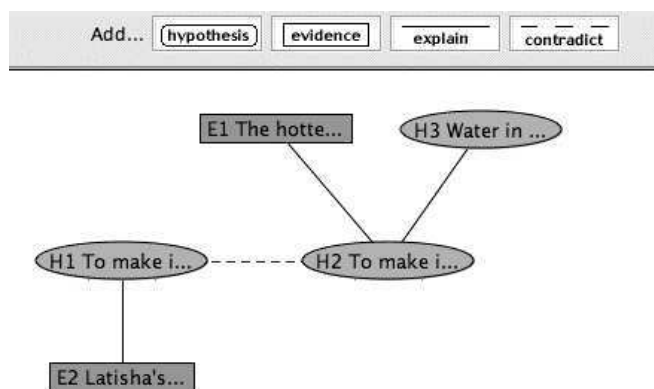 Add... hypothesis evidence explain contradict
E1 The hotte...
H3 Water in ...
H1 To make i...
H2 To make i...
E2 Latisha's...